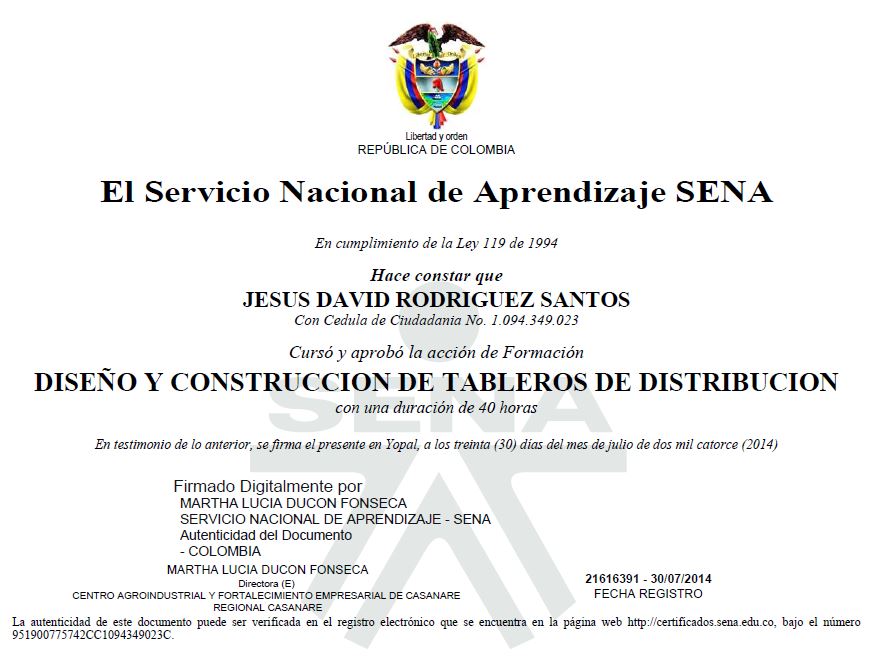 Libertad y orden
REPÚBLICA DE COLOMBIA
El Servicio Nacional de Aprendizaje SENA
En cumplimiento de la Ley 119 de 1994
Hace constar que
JESUS DAVID RODRIGUEZ SANTOS
Con Cedula de Ciudadania No. 1.094.349.023
Cursó y aprobó la acción de Formación
DISEÑO Y CONSTRUCCION DE TABLEROS DE DISTRIBUCION
SENA
con una duración de 40 horas
En testimonio de lo anterior, se firma el presente en Yopal, a los treinta (30) días del mes de julio de dos mil catorce (2014)
Firmado Digitalmente por
MARTHA LUCIA DUCON FONSECA
SERVICIO NACIONAL DE APRENDIZAJE - SENA
Autenticidad del Documento
- COLOMBIA
MARTHA LUCIA DUCON FONSECA
Directora (E)
CENTRO AGROINDUSTRIAL Y FORTALECIMIENTO EMPRESARIAL DE CASANARE
REGIONAL CASANARE
21616391 - 30/07/2014
FECHA REGISTRO
La autenticidad de este documento puede ser verificada en el registro electrónico que se encuentra en la página web http://certificados.sena.edu.co, bajo el número
951900775742CC1094349023C.